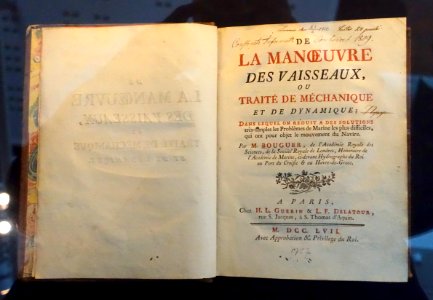 DE
LA MANŒUVRE
DES VAISSEAUX,
OU
TRAITÉ DE MÉCHANIQUE
ET DE DYNAMIQUE;
DANS LEQUEL ON RÉDUIT A DES SOLUTIONS
très-simples les Problêmes de Marine les plus difficiles,
qui ont pour objet le mouvement du Navire.
Par M. BOUGUER, de l'Académie Royale des
Sciences, de la Société Royale de Londres, Honoraire de
l'Académie de Marine, ci-devant Hydrographe du Roi
au Port du Croisic & au Havre-de-Grace.
A PARIS,
Chez H. L. GUERIN & L. F. DELATOUR,
rue S. Jacques, à S. Thomas d'Aquin.
M. DCC. LVII.
Avec Approbation & Privilége du Roi.